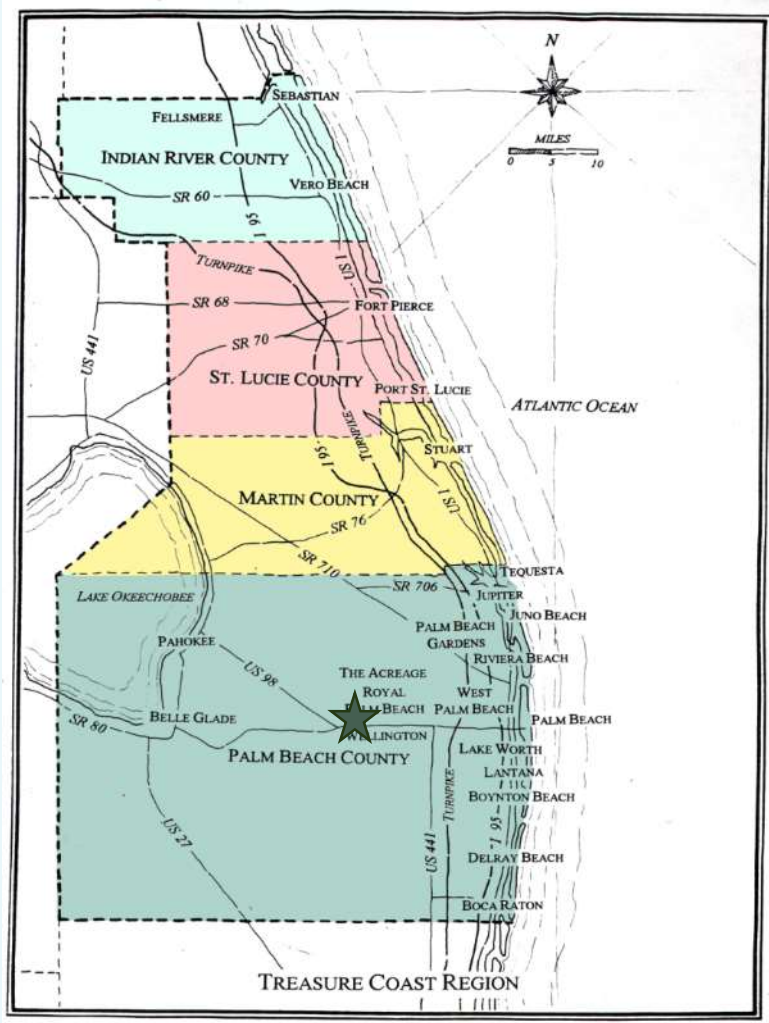 N
SEBASTIAN
FELLSMERE
MILES
0 5 10
INDIAN RIVER COUNTY
VERO BEACH
SR 60
I 95
TURNPIKE
US 1
SR 68
FORT PIERCE
US 441
SR 70
ST. LUCIE COUNTY
PORT ST. LUCIE
ATLANTIC OCEAN
TURNPIKE
STUART
I 95
MARTIN COUNTY
US 1
SR 76
SR 710
TEQUESTA
SR 706
LAKE OKEECHOBEE
JUPITER
JUNO BEACH
PALM BEACH
GARDENS
PAHOKEE
RIVIERA BEACH
US 98
THE ACREAGE
ROYAL
WEST
BEACH
PALM BEACH
PALM BEACH
BELLE GLADE
SR 80
WELLINGTON
LAKE WORTH
PALM BEACH COUNTY
LANTANA
TURNPIKE
BOYNTON BEACH
I 95
US 27
US 441
DELRAY BEACH
BOCA RATON
TREASURE COAST REGION